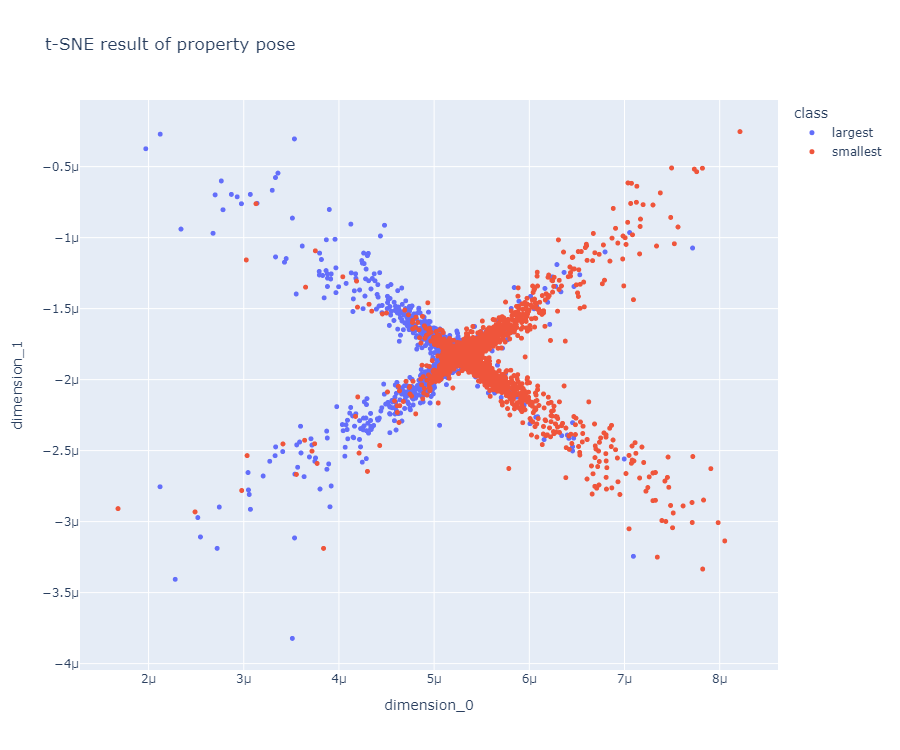 t-SNE result of property pose
class
largest
smallest
−0.5μ
−1μ
−1.5μ
−2μ
−2.5μ
−3μ
−3.5μ
−4μ
dimension_1
2μ 3μ 4μ 5μ 6μ 7μ 8μ
dimension_0